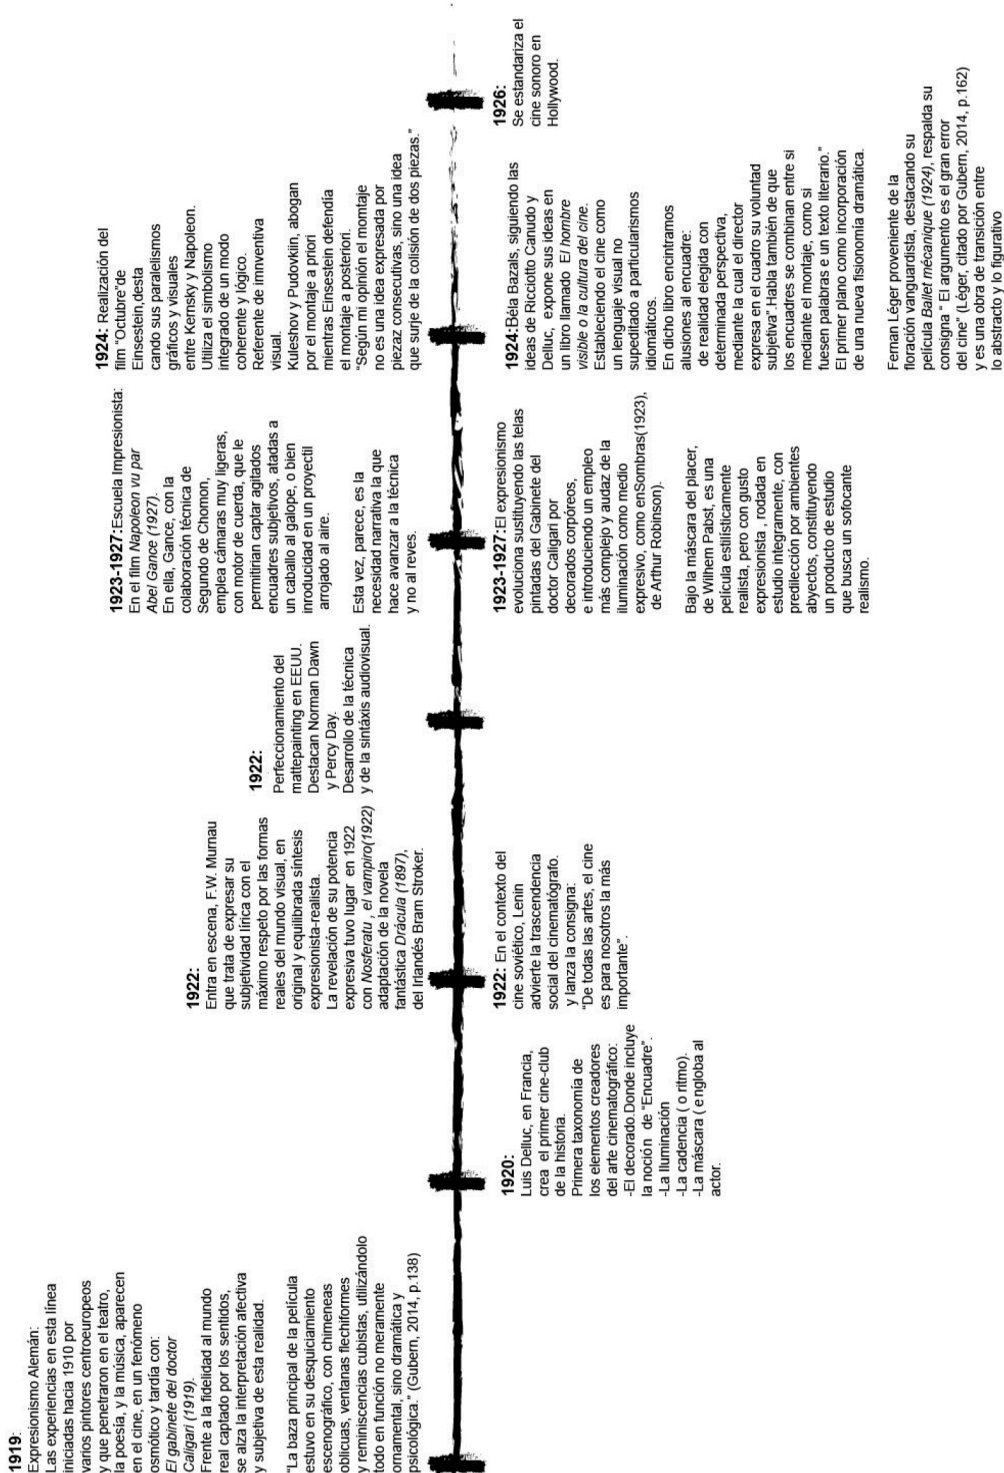 1919:
Expresionismo Alemán:
Las experiencias en esta línea
iniciadas hacia 1910 por
varios pintores centroeuropeos
y que penetraron en el teatro,
la poesía, y la música, aparecen
en el cine, en un fenómeno
osmótico y tardía con:
El gabinete del doctor
Caligari (1919).
Frente a la fidelidad al mundo
real captado por los sentidos,
se alza la interpretación afectiva
y subjetiva de esta realidad.
"La baza principal de la película
estuvo en su desquiciamiento
escenográfico, con chimeneas
oblicuas, ventanas flechiformes
y reminiscencias cubistas, utilizándolo
todo en función no meramente
ornamental, sino dramática y
psicológica." (Gubern, 2014, p.138)
1920:
Luis Delluc, en Francia,
crea el primer cine-club
de la historia.
Primera taxonomía de
los elementos creadores
del arte cinematográfico:
-El decorado.Donde incluye
la noción de "Encuadre".
-La Iluminación
-La cadencia ( o ritmo).
-La máscara ( engloba al
actor.
1922:
Entra en escena, F.W. Murnau
que trata de expresar su
subjetividad lírica con el
máximo respeto por las formas
reales del mundo visual, en
original y equilibrada síntesis
expresionista-realista.
La revelación de su potencia
expresiva tuvo lugar en 1922
con Nosferatu , el vampiro(1922)
adaptación de la novela
fantástica Drácula (1897),
del Irlandés Bram Stroker.
1922: En el contexto del
cine soviético, Lenin
advierte la trascendencia
social del cinematógrafo.
y lanza la consigna:
"De todas las artes, el cine
es para nosotros la más
importante".
1922:
Perfeccionamiento del
mattepainting en EEUU.
Destacan Norman Dawn
y Percy Day.
Desarrollo de la técnica
y de la sintáxis audiovisual.
1923-1927:Escuela Impresionista:
En el film Napoleon vu par
Abel Gance (1927).
En ella, Gance, con la
colaboración técnica de
Segundo de Chomon,
emplea cámaras muy ligeras,
con motor de cuerda, que le
permitirian captar agitados
encuadres subjetivos, atadas a
un caballo al galope, o bien
inroducidad en un proyectil
arrojado al aire.
Esta vez, parece, es la
necesidad narrativa la que
hace avanzar a la técnica
y no al reves.
1923-1927:El expresionismo
evoluciona sustituyendo las telas
pintadas del Gabinete del
doctor Caligari por
decorados corpóreos,
e introduciendo un empleo
más complejo y audaz de la
iluminación como medio
expresivo, como enSombras(1923),
de Arthur Robinson).
Bajo la máscara del placer,
de Wilhem Pabst, es una
película estilísticamente
realista, pero con gusto
expresionista , rodada en
estudio integramente, con
predilección por ambientes
abyectos, constituyendo
un producto de estudio
que busca un sofocante
realismo.
1924: Realización del
film "Octubre"de
Einsestein,desta
cando sus paralelismos
gráficos y visuales
entre Kernsky y Napoleon.
Utiliza el simbolismo
integrado de un modo
coherente y lógico.
Referente de imnventiva
visual.
Kuleshov y Pudovkiin, abogan
por el montaje a priori
mientras Einsestein defendía
el montaje a posteriori.
"Según mi opinión el montaje
no es una idea expresada por
piezaz consecutivas, sino una idea
que surje de la colisión de dos piezas."
1924:Béla Bazals, siguiendo las
ideas de Ricciotto Canudo y
Delluc, expone sus ideas en
un libro llamado El hombre
visible o la cultura del cine.
Estableciendo el cine como
un lenguaje visual no
supeditado a particularismos
idiomáticos.
En dicho libro encintramos
alusiones al encuadre:
de realidad elegida con
determinada perspectiva,
mediante la cual el director
expresa en el cuadro su voluntad
subjetiva".Habla también de que
los encuadres se combinan entre si
mediante el montaje, como si
fuesen palabras e un texto literario."
El primer plano como incorporación
de una nueva fisionomía dramática.
Fernan Léger proveniente de la
floración vanguardista, destacando su
película Ballet mécanique (1924), respalda su
consigna " El argumento es el gran error
del cine" (Léger, citado por Gubern, 2014, p.162)
y es una obra de transición entre
lo abstracto y lo figurativo
1926:
Se estandariza el
cine sonoro en
Hollywood.